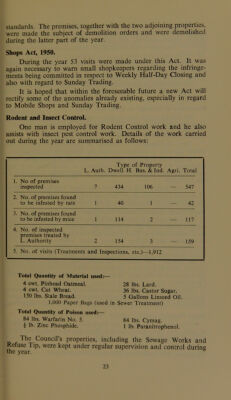 standards. The premises, together with the two adjoining properties,
were made the subject of demolition orders and were demolished
during the latter part of the year.
Shops Act, 1950.
During the year 53 visits were made under this Act. It was
again necessary to warn small shopkeepers regarding the infringe-
ments being committed in respect to Weekly Half-Day Closing and
also with regard to Sunday Trading.
It is hoped that within the foreseeable future a new Act will
rectify some of the anomalies already existing, especially in regard
to Mobile Shops and Sunday Trading.
Rodent and Insect Control.
One man is employed for Rodent Control work and he also
assists with insect pest control work. Details of the work carried
out during the year are summarised as follows:
Type of Property
L. Auth. Dwell H. Bus. & Ind. Agri. Total
1. No of premises
inspected 7 434 106 — 547
2. No. of premises found
to be infested by rats 1 40 1 — 42
3. No. of premises found
to be infested by mice 1 114 2 — 117
4. No. of inspected
premises treated by
L. Authority 2 154 3 — 159
5. No. of visits (Treatments and Inspections, etc.)—1,912
Total Quantity of Material used:—
4 cwt. Pinhead Oatmeal. 28 lbs. Lard.
4 cwt. Cut Wheat. 36 lbs. Castor Sugar.
150 lbs. Stale Bread. 5 Gallons Linseed Oil.
1,000 Paper Bags (used in Sewer Treatment)
Total Quantity of Poison used:—
84 lbs. Warfarin No. 5. 64 lbs. Cymag.
½ lb. Zinc Phosphide. 1 lb. Paranitrophenol.
The Council's properties, including the Sewage Works and
Refuse Tip, were kept under regular supervision and control during
the year.
23